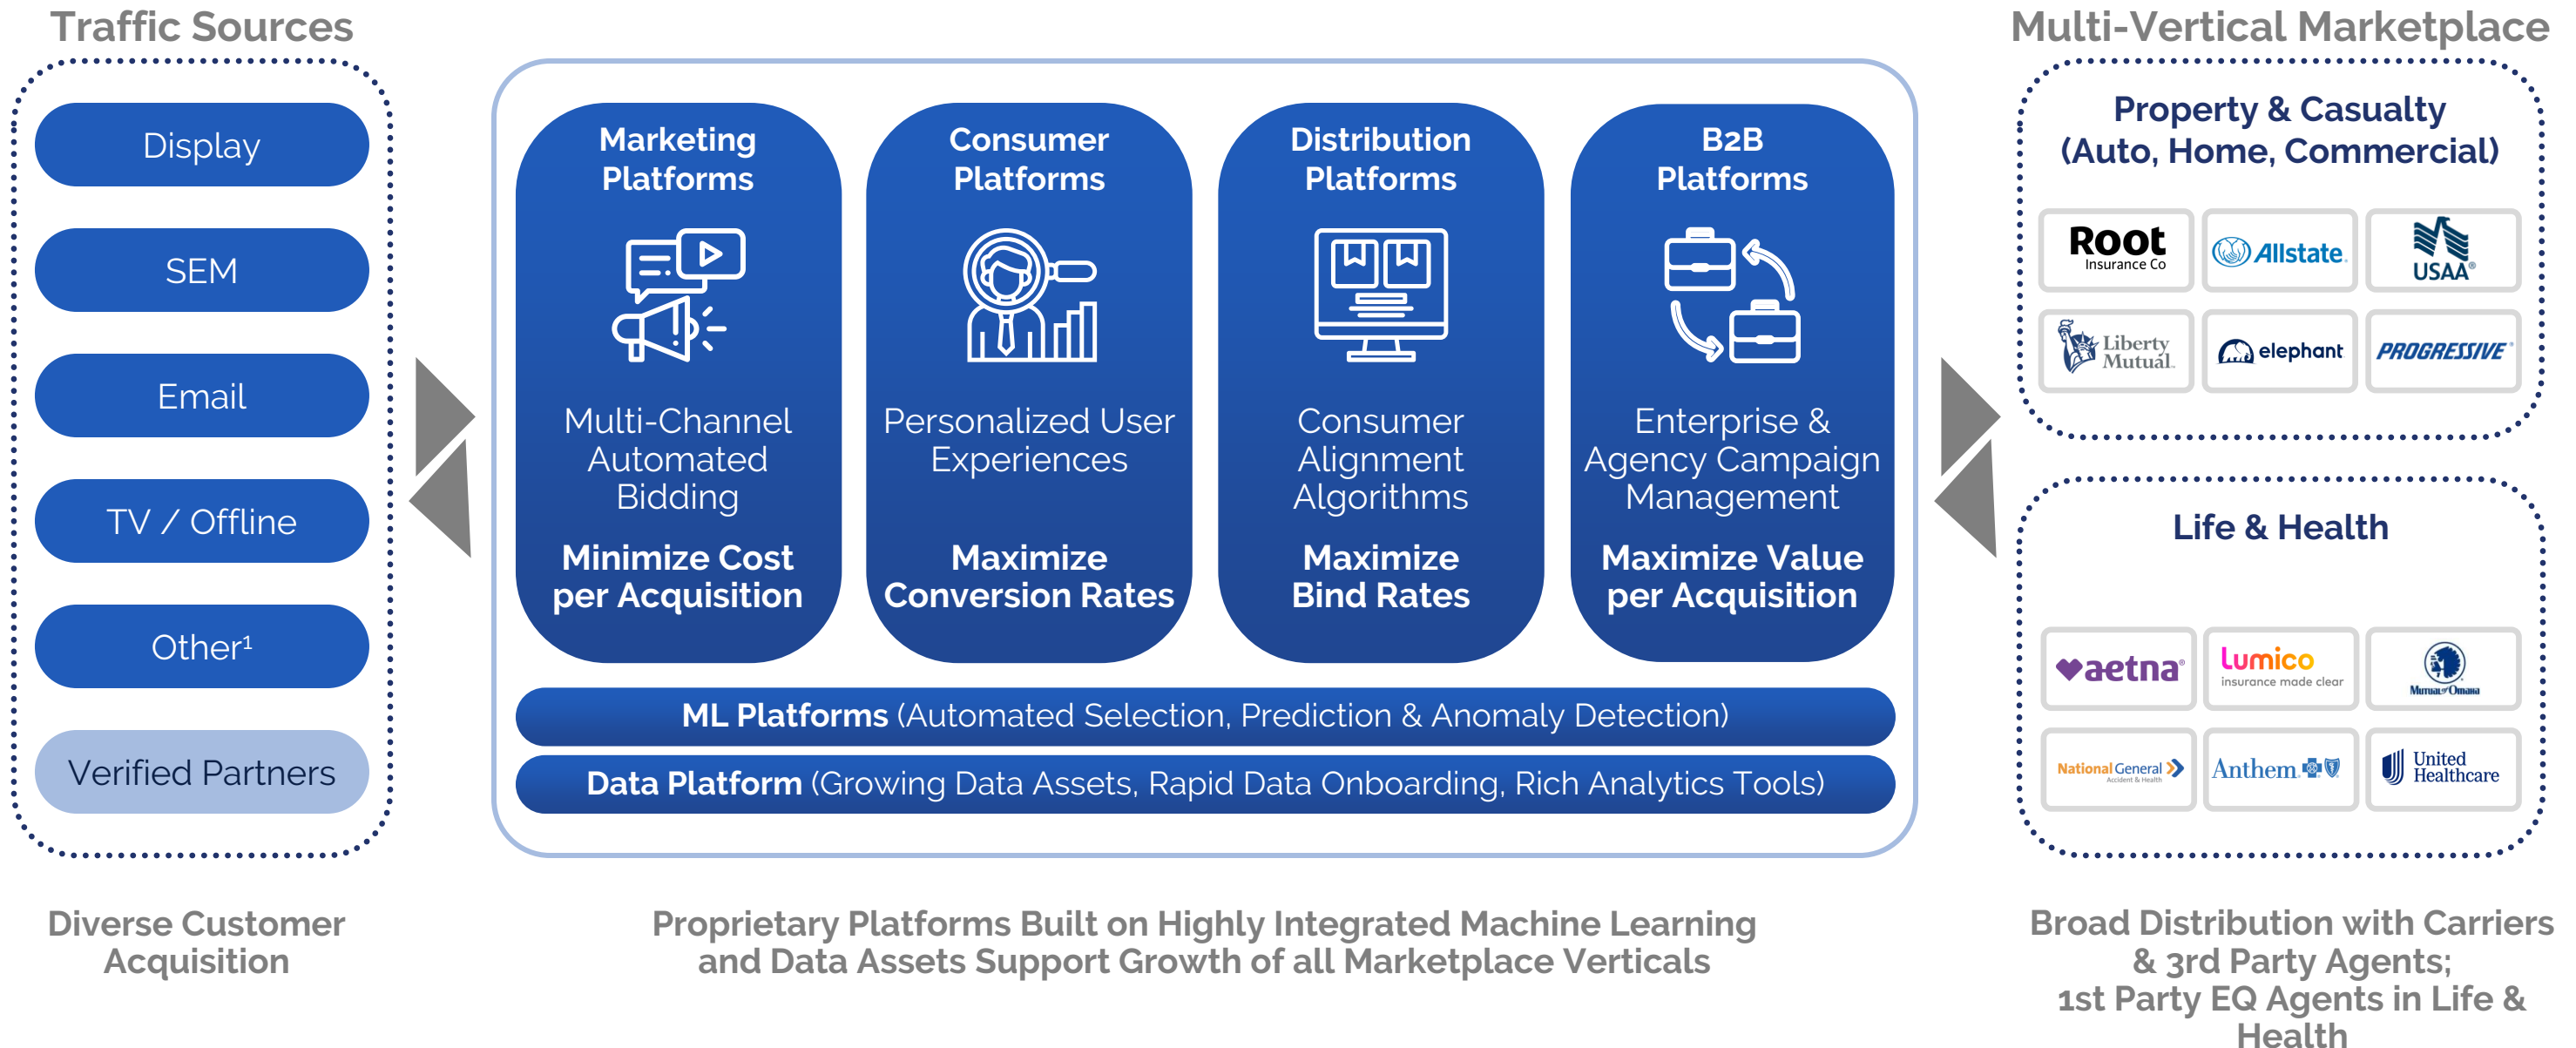 Traffic Sources
Display
SEM
Email
TV / Offline
Other¹
Verified Partners
Diverse Customer
Acquisition
Marketing
Platforms
Multi-Channel
Automated
Bidding
Minimize Cost
per Acquisition
Consumer
Platforms
Personalized User
Experiences
Maximize
Conversion Rates
Distribution
Platforms
Consumer
Alignment
Algorithms
Maximize
Bind Rates
B2B
Platforms
Enterprise &
Agency Campaign
Management
Maximize Value
per Acquisition
ML Platforms (Automated Selection, Prediction & Anomaly Detection)
Data Platform (Growing Data Assets, Rapid Data Onboarding, Rich Analytics Tools)
Proprietary Platforms Built on Highly Integrated Machine Learning
and Data Assets Support Growth of all Marketplace Verticals
Multi-Vertical Marketplace
Property & Casualty
(Auto, Home, Commercial)
Root
Insurance Co
Allstate.
USAA®
Liberty
Mutual™
elephant
PROGRESSIVE®
Life & Health
aetna®
Lumico
insurance made clear
Mutual of Omaha
National General
Accident & Health
Anthem
United
Healthcare
Broad Distribution with Carriers
& 3rd Party Agents;
1st Party EQ Agents in Life &
Health